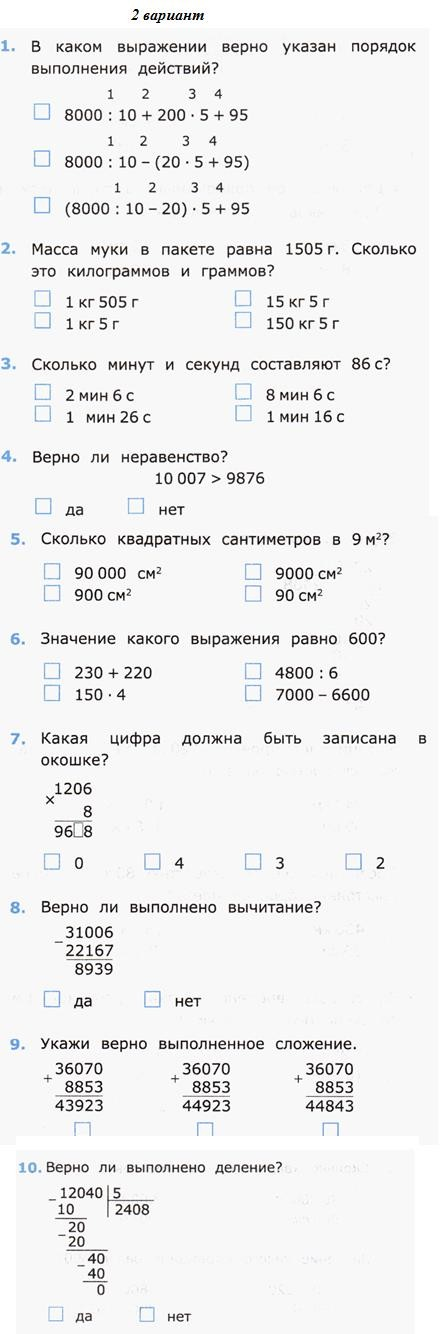 2 вариант
1. В каком выражении верно указан порядок
выполнения действий?
1 2 3 4
8000 : 10 + 200 · 5 + 95
1 2 3 4
8000 : 10 – (20 · 5 + 95)
1 2 3 4
(8000 : 10 – 20) · 5 + 95
2. Масса муки в пакете равна 1505 г. Сколько
это килограммов и граммов?
1 кг 505 г 15 кг 5 г
1 кг 5 г 150 кг 5 г
3. Сколько минут и секунд составляют 86 с?
2 мин 6 с 8 мин 6 с
1 мин 26 с 1 мин 16 с
4. Верно ли неравенство?
10 007 > 9876
да нет
5. Сколько квадратных сантиметров в 9 м²?
90 000 см² 9000 см²
900 см² 90 см²
6. Значение какого выражения равно 600?
230 + 220 4800 : 6
150 · 4 7000 – 6600
7. Какая цифра должна быть записана в
окошке?
1206
×
8
96□8
0 4 3 2
8. Верно ли выполнено вычитание?
31006
–
22167
8939
да нет
9. Укажи верно выполненное сложение.
36070 36070 36070
+ 8853 + 8853 + 8853
43923 44923 44843
10. Верно ли выполнено деление?
– 12040 | 5
10 2408
20
– 20
40
– 40
0
да нет